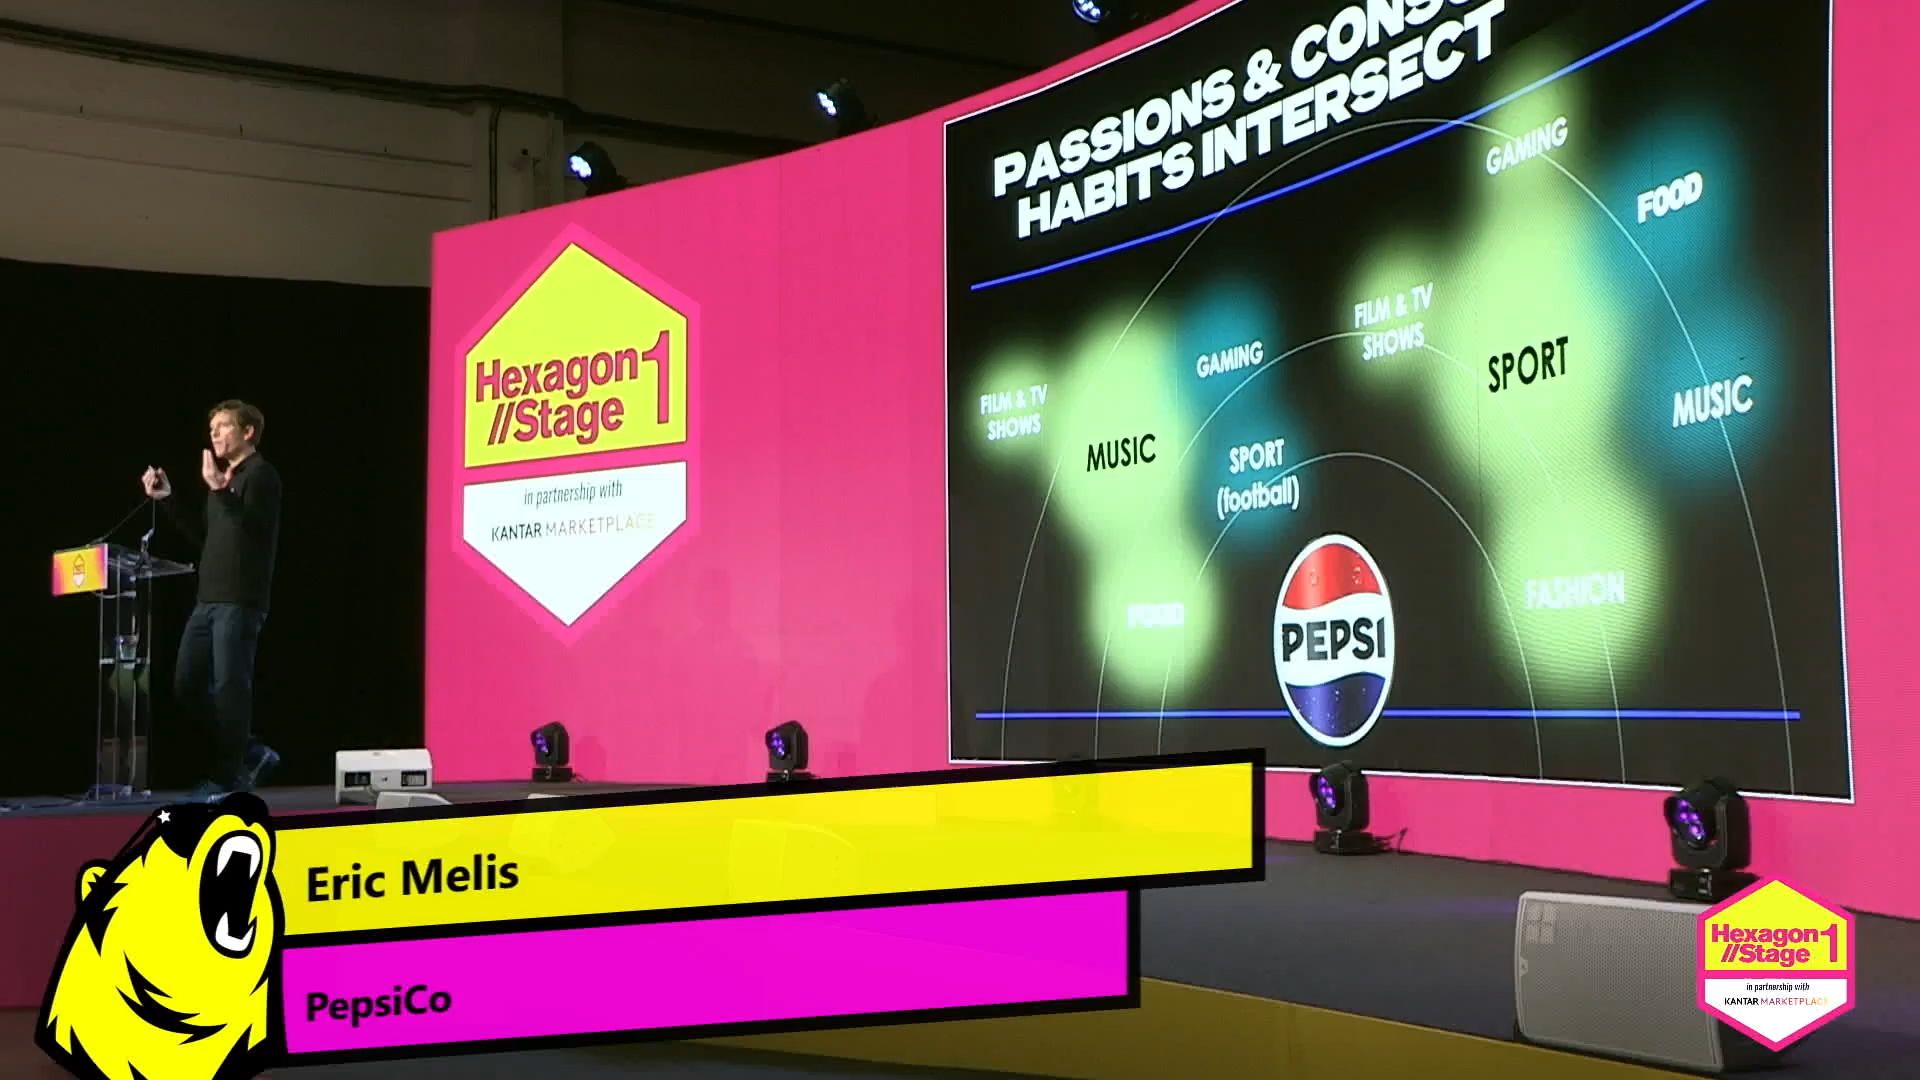 PASSIONS & CONS
HABITS INTERSECT
GAMING
FOOD
FILM & TV
SHOWS
GAMING
FILM & TV
SHOWS
SPORT
MUSIC
MUSIC
SPORT
(football)
FOOD
FASHION
PEPSI
Hexagon 1
//Stage
in partnership with
KANTAR MARKETPLACE
Eric Melis
PepsiCo
Hexagon 1
//Stage
in partnership with
KANTAR MARKETPLACE